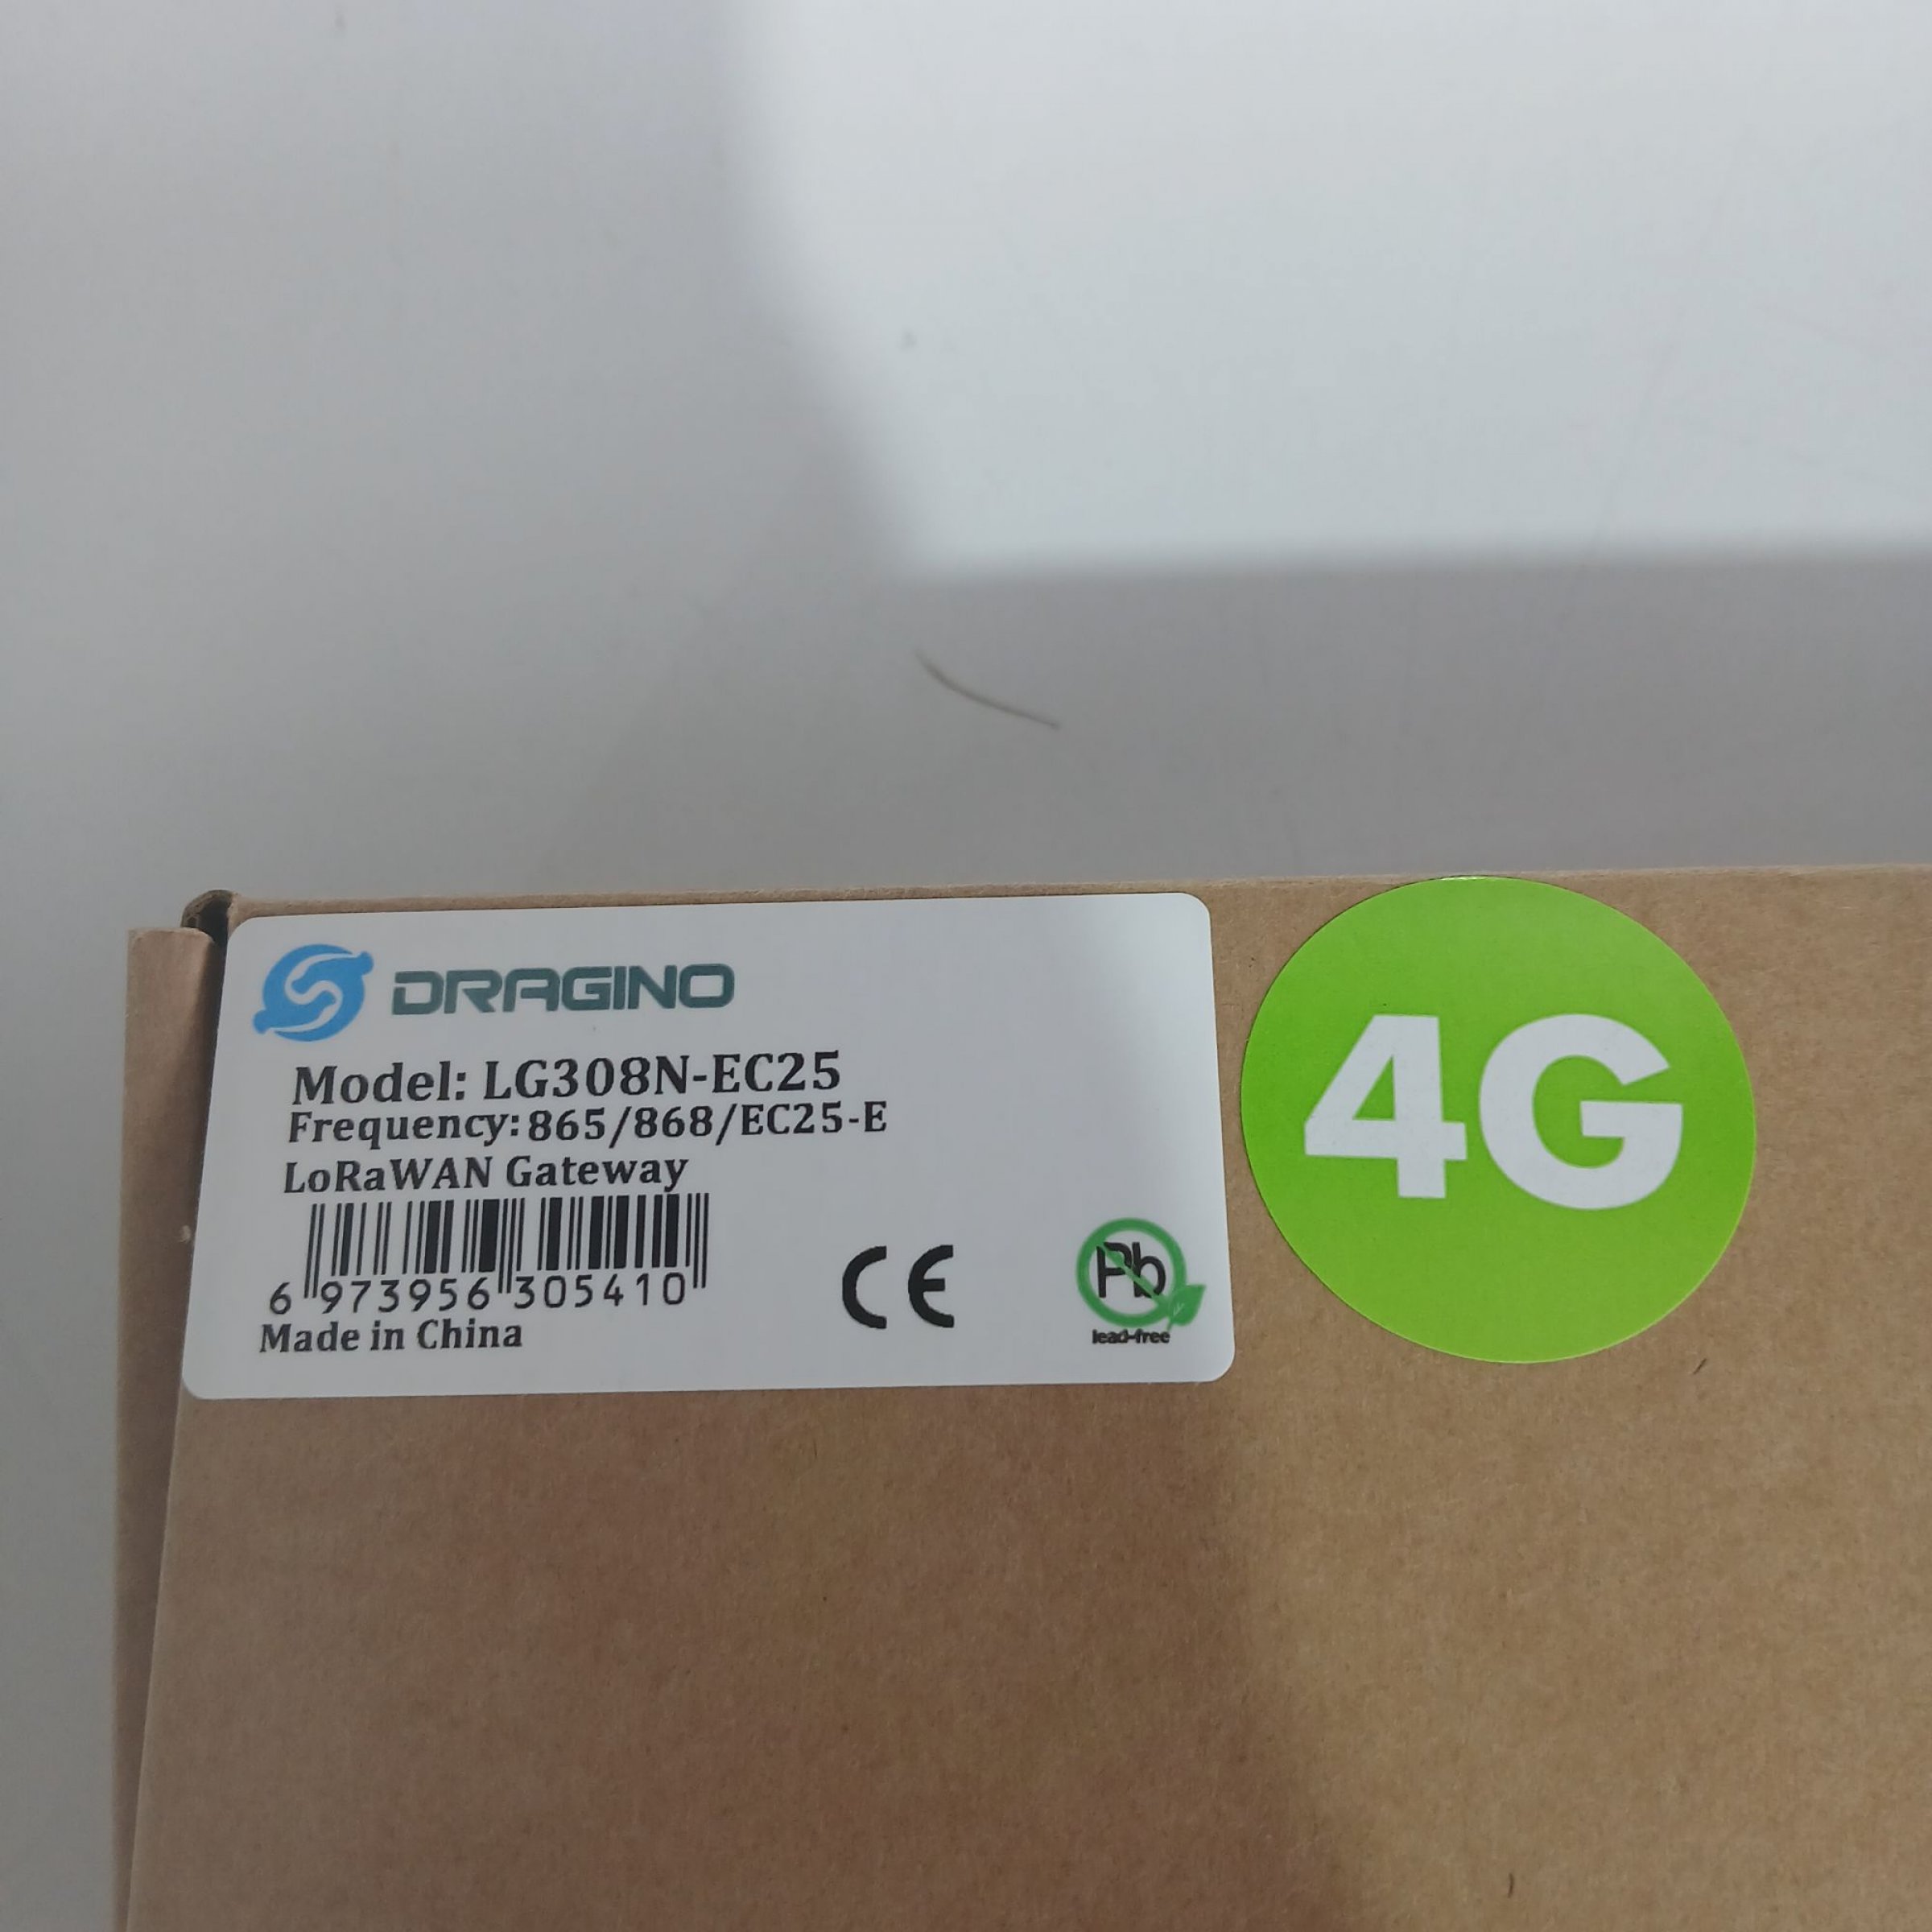 DRAGINO
Model: LG308N-EC25
Frequency:865/868/EC25-E
LoRaWAN Gateway
6 973956 305410
Made in China
CE
Pb
lead-free
4G